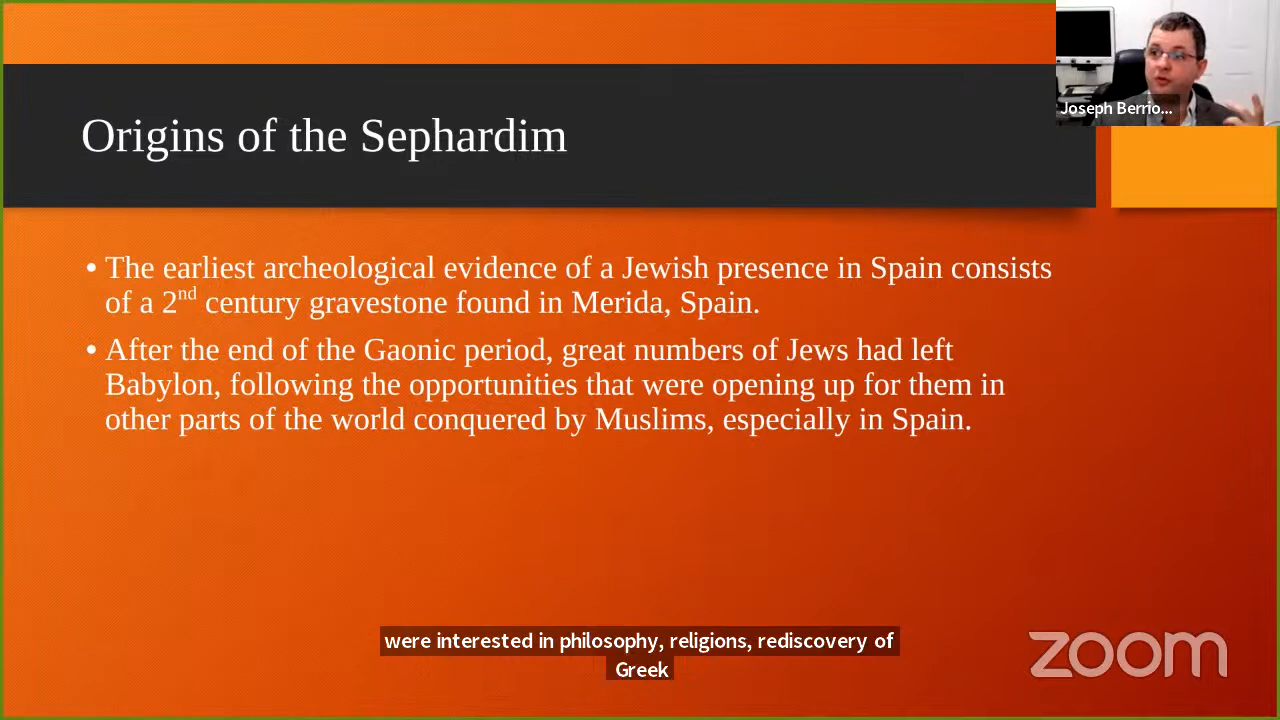 Joseph Berrio...
Origins of the Sephardim
• The earliest archeological evidence of a Jewish presence in Spain consists
of a 2nd century gravestone found in Merida, Spain.
• After the end of the Gaonic period, great numbers of Jews had left
Babylon, following the opportunities that were opening up for them in
other parts of the world conquered by Muslims, especially in Spain.
were interested in philosophy, religions, rediscovery of
Greek
zoom